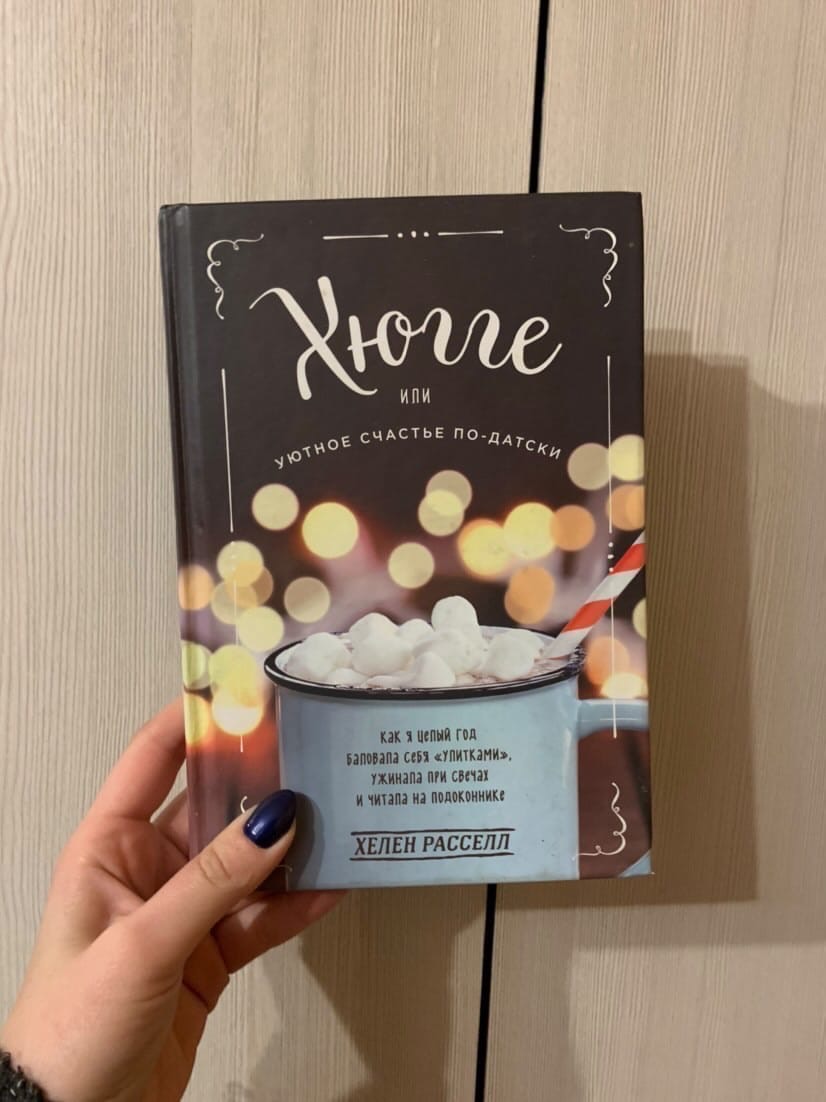 Хюгге
или
УЮТНОЕ СЧАСТЬЕ ПО-ДАТСКИ
как я целый год
баловала себя «улитками»,
ужинала при свечах
и читала на подоконнике
ХЕЛЕН РАССЕЛЛ